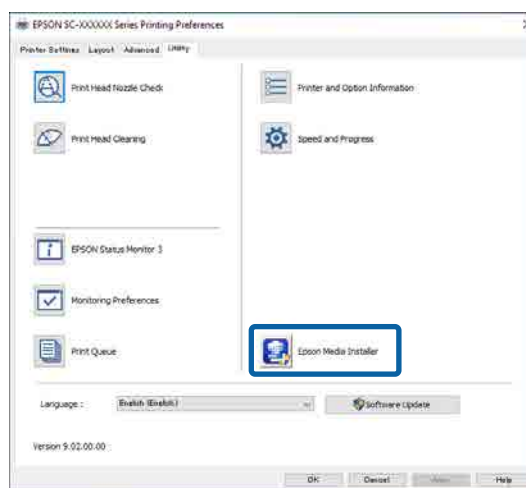 EPSON SC-XXXXXX Series Printing Preferences
Printer Settings Layout Advanced Utility
Print Head Nozzle Check
Printer and Option Information
Print Head Cleaning
Speed and Progress
EPSON Status Monitor 3
Monitoring Preferences
Print Queue
Epson Media Installer
Language : English (English) Software Update
Version 9.02.00.00
OK Cancel Apply Help